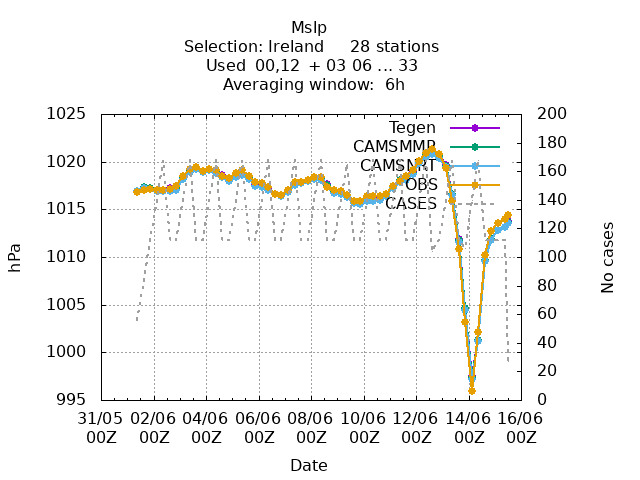 Mslp
Selection: Ireland 28 stations
Used 00,12 + 03 06 ... 33
Averaging window: 6h
1025
1020
1015
1010
1005
1000
995
hPa
200
180
160
140
120
100
80
60
40
20
0
No cases
Tegen
CAMSMMR
CAMSNRT
OBS
CASES
31/05 02/06 04/06 06/06 08/06 10/06 12/06 14/06 16/06
00Z 00Z 00Z 00Z 00Z 00Z 00Z 00Z 00Z
Date